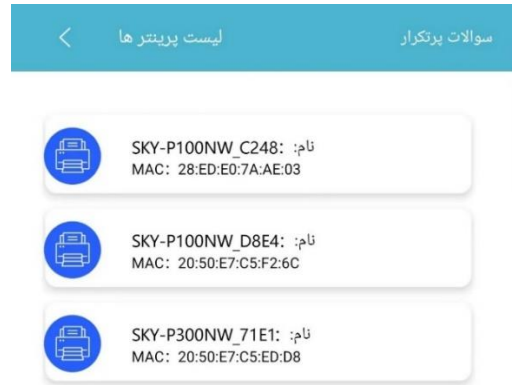 سوالات پرتکرار
لیست پرینتر ها
نام: SKY-P100NW_C248:
MAC: 28:ED:E0:7A:AE:03
نام: SKY-P100NW_D8E4:
MAC: 20:50:E7:C5:F2:6C
نام: SKY-P300NW_71E1:
MAC: 20:50:E7:C5:ED:D8